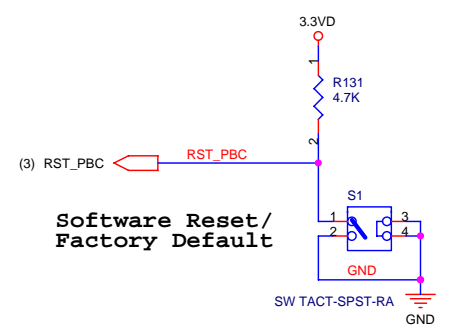 3.3VD
1
R131
4.7K
2
(3) RST_PBC
RST_PBC
S1
1
3
2
4
Software Reset/
Factory Default
GND
SW TACT-SPST-RA
GND